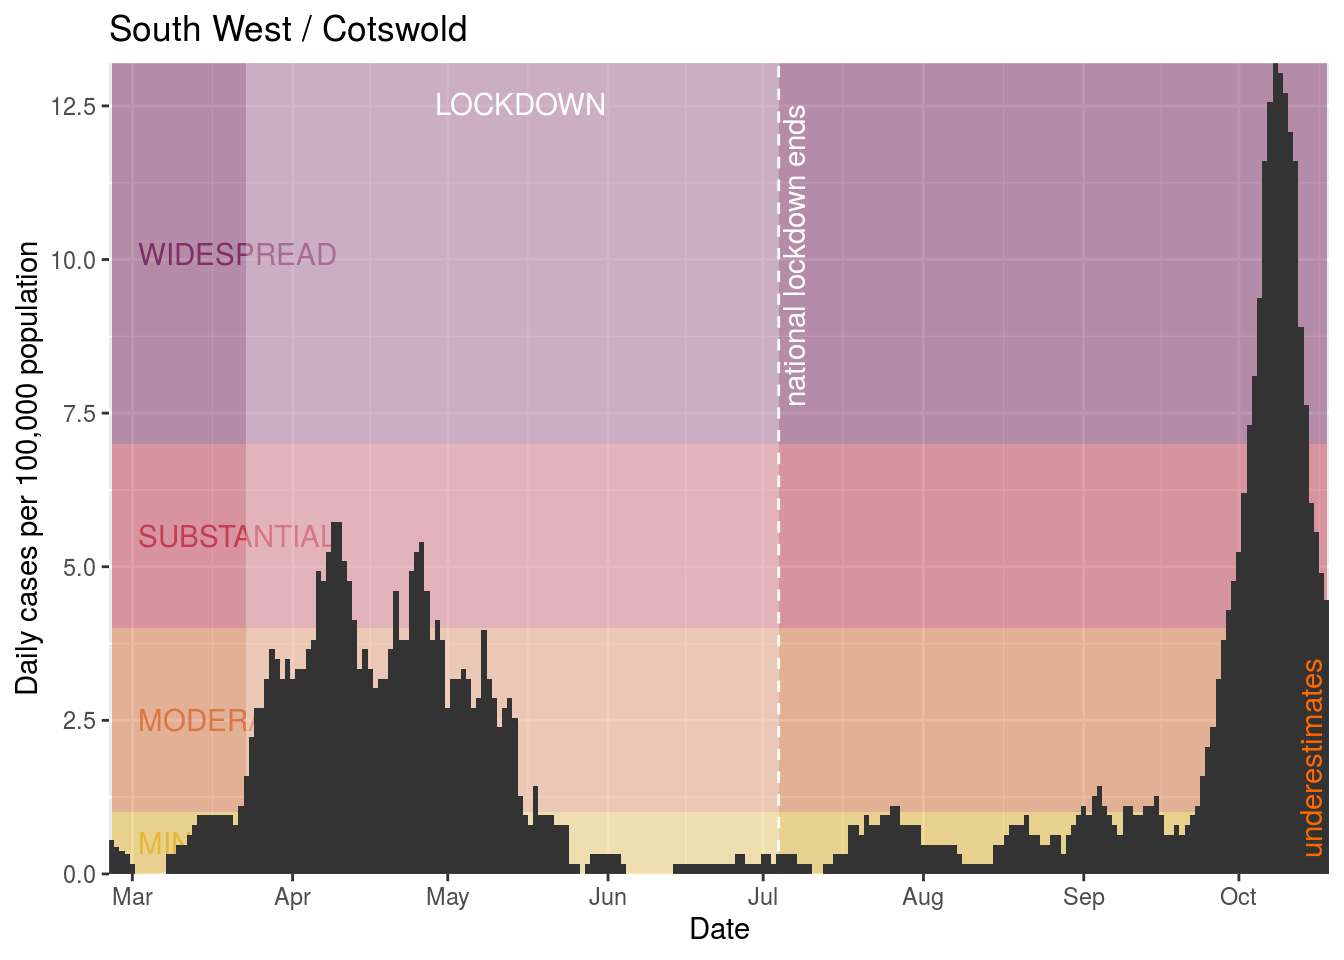 South West / Cotswold
Daily cases per 100,000 population
12.5
10.0
7.5
5.0
2.5
0.0
LOCKDOWN
national lockdown ends
WIDESPREAD
SUBSTANTIAL
MODERA
MIN
underestimates
Mar Apr May Jun Jul Aug Sep Oct
Date